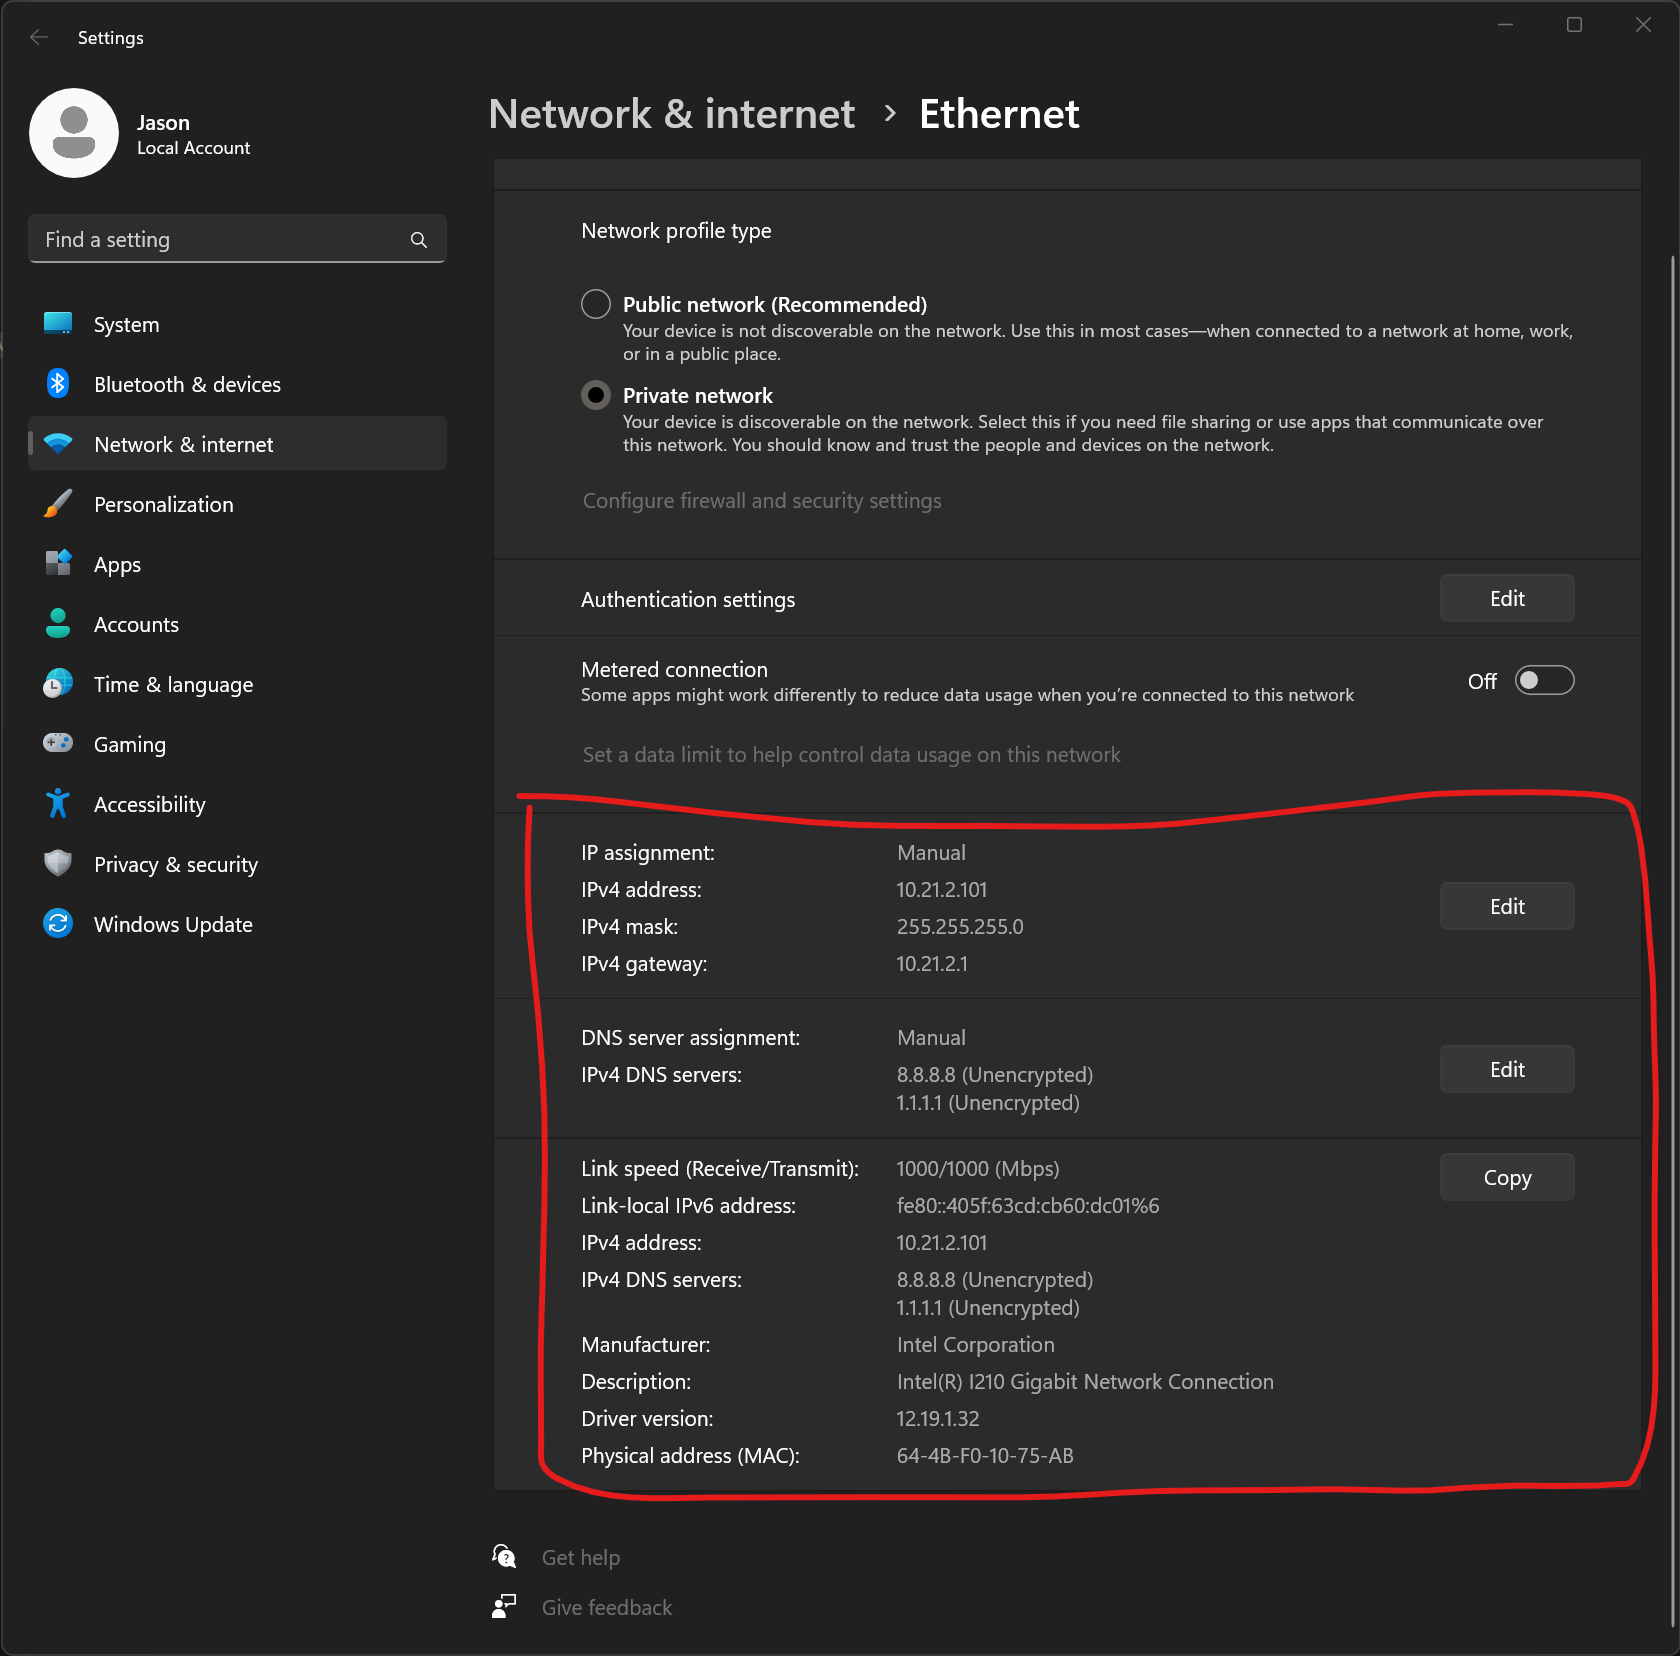 Settings
Jason
Local Account
Find a setting
System
Bluetooth & devices
Network & internet
Personalization
Apps
Accounts
Time & language
Gaming
Accessibility
Privacy & security
Windows Update
Network & internet › Ethernet
Network profile type
Public network (Recommended)
Your device is not discoverable on the network. Use this in most cases—when connected to a network at home, work,
or in a public place.
Private network
Your device is discoverable on the network. Select this if you need file sharing or use apps that communicate over
this network. You should know and trust the people and devices on the network.
Configure firewall and security settings
Authentication settings Edit
Metered connection
Some apps might work differently to reduce data usage when you're connected to this network
Off
Set a data limit to help control data usage on this network
IP assignment: Manual
IPv4 address: 10.21.2.101
IPv4 mask: 255.255.255.0
IPv4 gateway: 10.21.2.1
Edit
DNS server assignment: Manual
IPv4 DNS servers: 8.8.8.8 (Unencrypted)
1.1.1.1 (Unencrypted)
Edit
Link speed (Receive/Transmit): 1000/1000 (Mbps)
Copy
Link-local IPv6 address: fe80::405f:63cd:cb60:dc01%6
IPv4 address: 10.21.2.101
IPv4 DNS servers: 8.8.8.8 (Unencrypted)
1.1.1.1 (Unencrypted)
Manufacturer: Intel Corporation
Description: Intel(R) I210 Gigabit Network Connection
Driver version: 12.19.1.32
Physical address (MAC): 64-4B-F0-10-75-AB
Get help
Give feedback